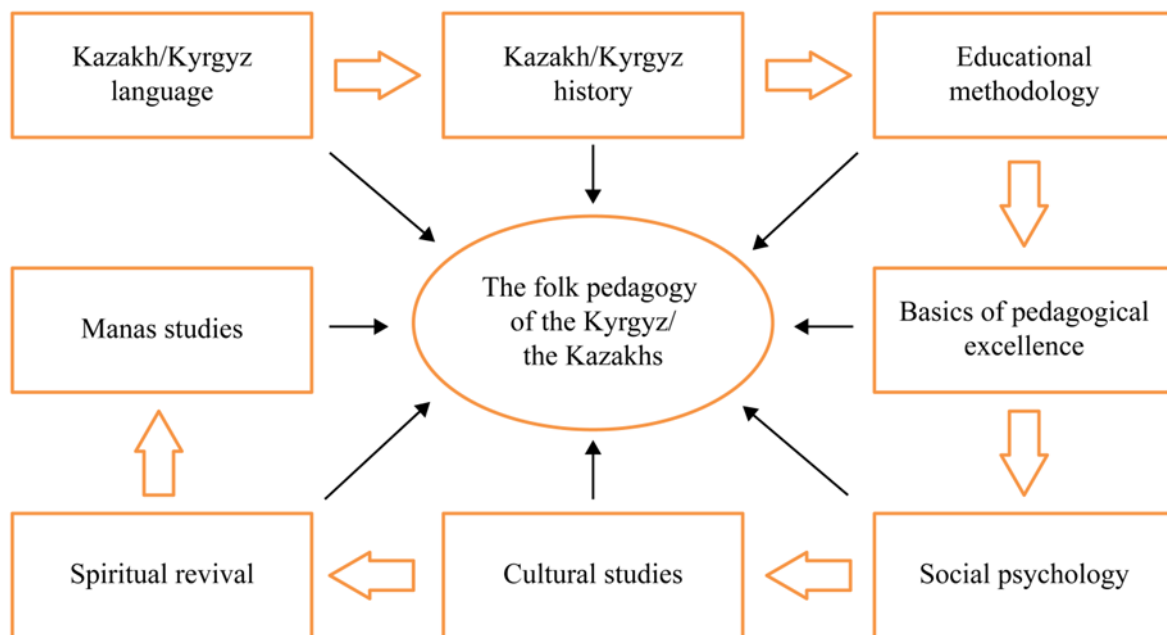 Kazakh/Kyrgyz
language
Kazakh/Kyrgyz
history
Educational
methodology
Manas studies
The folk pedagogy
of the Kyrgyz/
the Kazakhs
Basics of pedagogical
excellence
Spiritual revival
Cultural studies
Social psychology